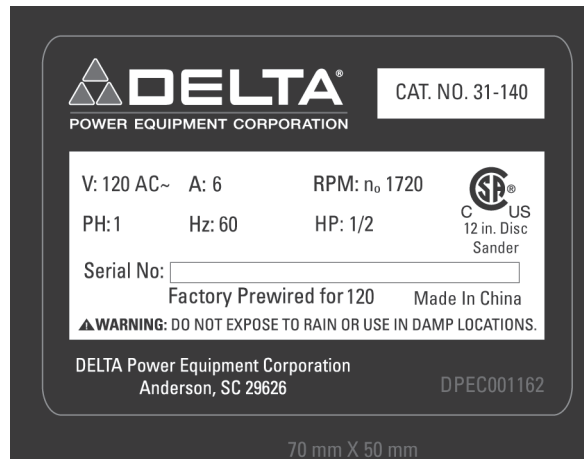 DELTA®
POWER EQUIPMENT CORPORATION
CAT. NO. 31-140
V: 120 AC~ A: 6 RPM: n₀ 1720
PH:1 Hz: 60 HP: 1/2
CSA®
C US
12 in. Disc
Sander
Serial No:
Factory Prewired for 120 Made In China
WARNING: DO NOT EXPOSE TO RAIN OR USE IN DAMP LOCATIONS.
DELTA Power Equipment Corporation
Anderson, SC 29626
DPEC001162
70 mm X 50 mm